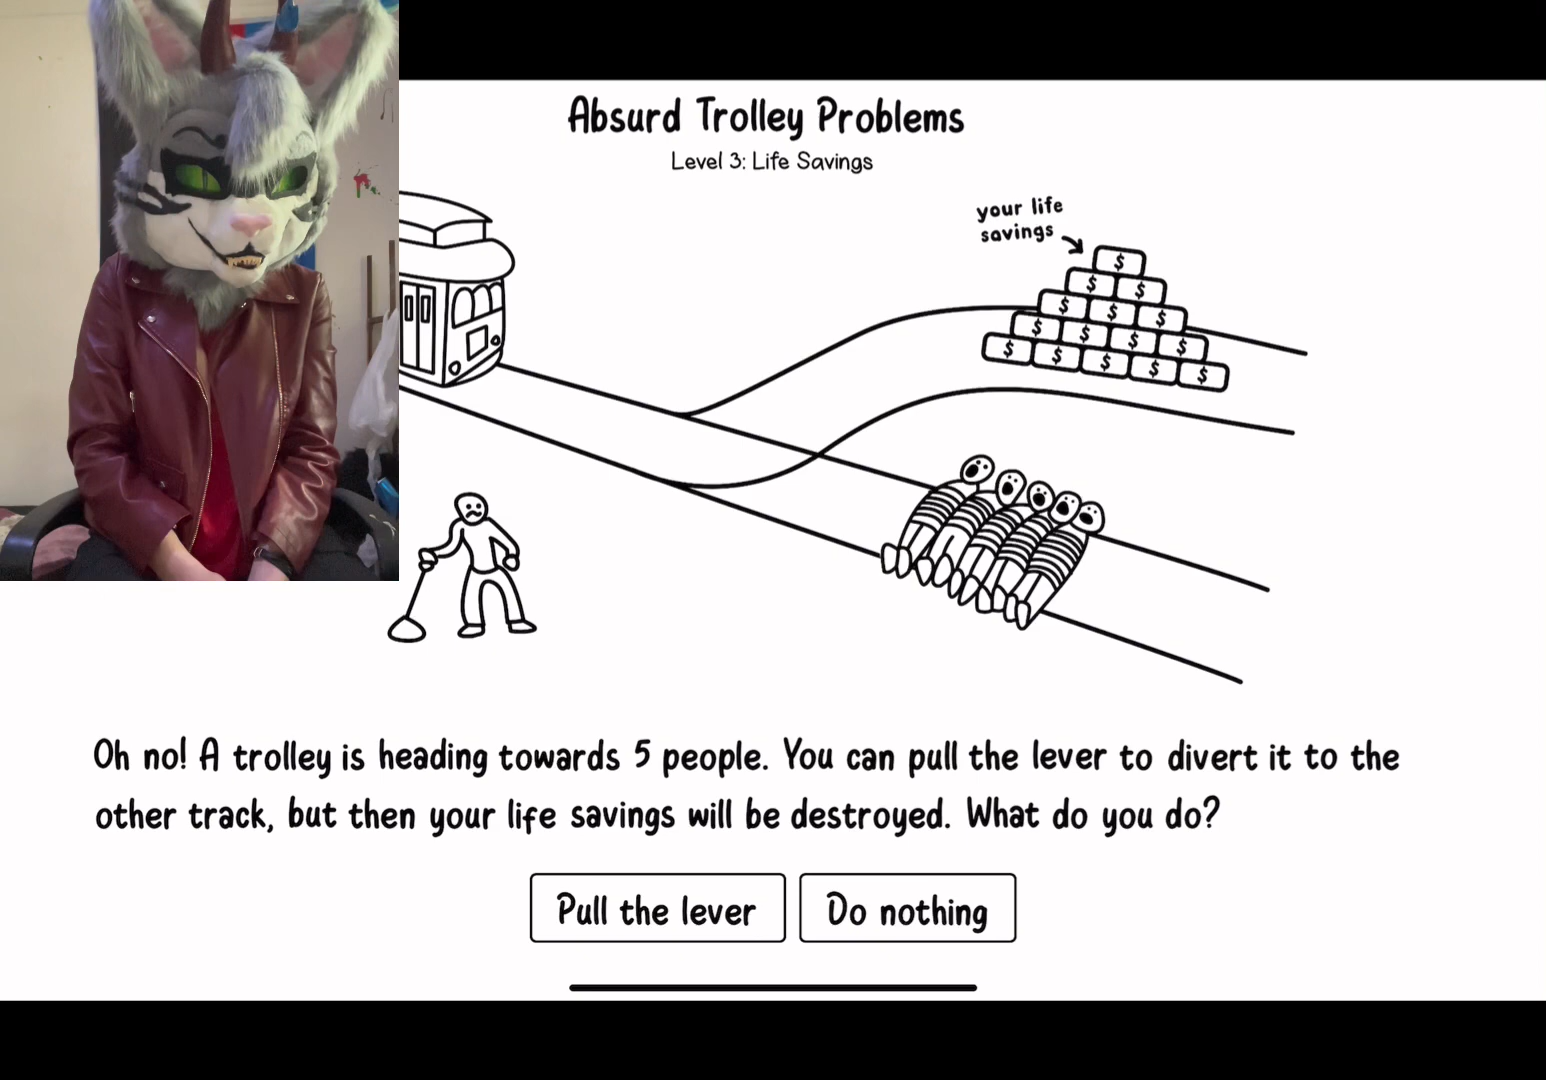 Absurd Trolley Problems
Level 3: Life Savings
your life
savings
$
$ $
$ $ $
$ $ $ $
$ $ $ $ $
Oh no! A trolley is heading towards 5 people. You can pull the lever to divert it to the
other track, but then your life savings will be destroyed. What do you do?
Pull the lever Do nothing